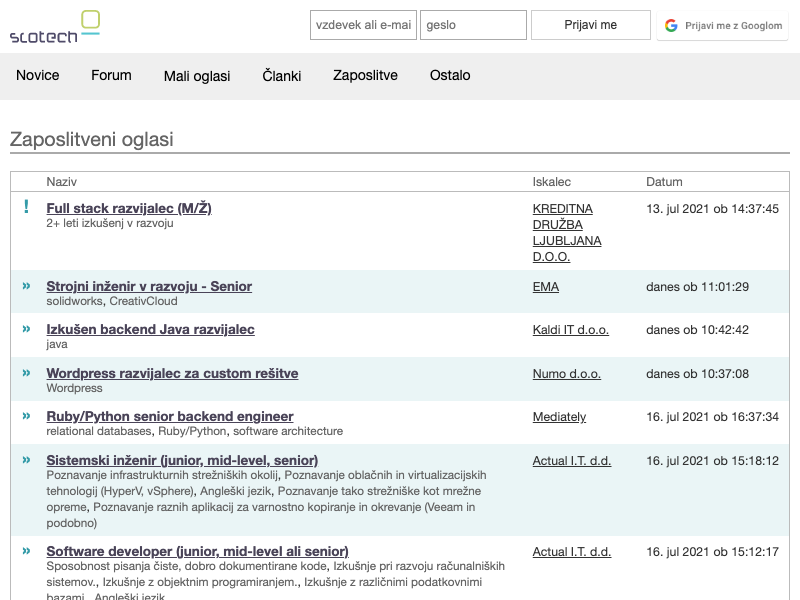 slotech
vzdevek ali e-mai
geslo
Prijavi me
Prijavi me z Googlom
Novice
Forum
Mali oglasi
Članki
Zaposlitve
Ostalo
Zaposlitveni oglasi
Naziv
Iskalec
Datum
! Full stack razvijalec (M/Ž)
2+ leti izkušenj v razvoju
KREDITNA
DRUŽBA
LJUBLJANA
D.O.O.
13. jul 2021 ob 14:37:45
» Strojni inženir v razvoju - Senior
solidworks, CreativCloud
EMA
danes ob 11:01:29
» Izkušen backend Java razvijalec
java
Kaldi IT d.o.o.
danes ob 10:42:42
» Wordpress razvijalec za custom rešitve
Wordpress
Numo d.o.o.
danes ob 10:37:08
» Ruby/Python senior backend engineer
relational databases, Ruby/Python, software architecture
Mediately
16. jul 2021 ob 16:37:34
» Sistemski inženir (junior, mid-level, senior)
Poznavanje infrastrukturnih strežniških okolij, Poznavanje oblačnih in virtualizacijskih
tehnologij (HyperV, vSphere), Angleški jezik, Poznavanje tako strežniške kot mrežne
opreme, Poznavanje raznih aplikacij za varnostno kopiranje in okrevanje (Veeam in
podobno)
Actual I.T. d.d.
16. jul 2021 ob 15:18:12
» Software developer (junior, mid-level ali senior)
Sposobnost pisanja čiste, dobro dokumentirane kode, Izkušnje pri razvoju računalniških
sistemov., Izkušnje z objektnim programiranjem., Izkušnje z različnimi podatkovnimi
bazami., Angleški jezik
Actual I.T. d.d.
16. jul 2021 ob 15:12:17